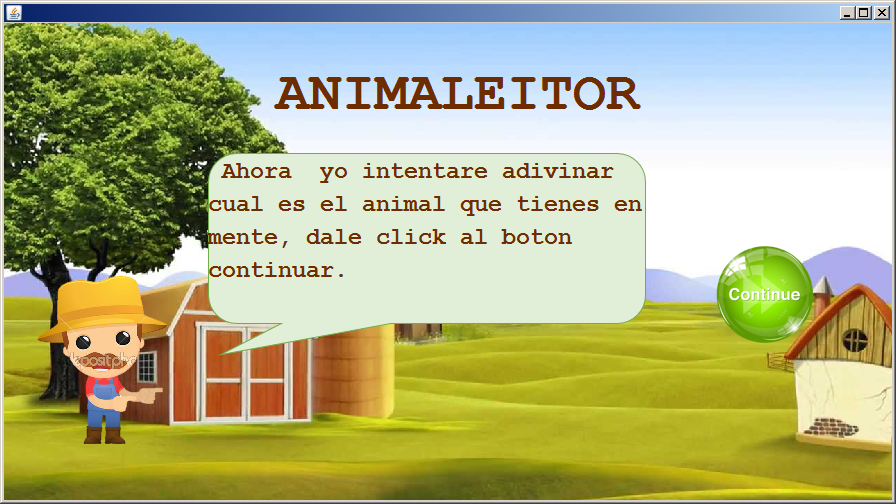 ANIMALEITOR
Ahora  yo intentare adivinar
cual es el animal que tienes en
mente, dale click al boton
continuar.
Continue